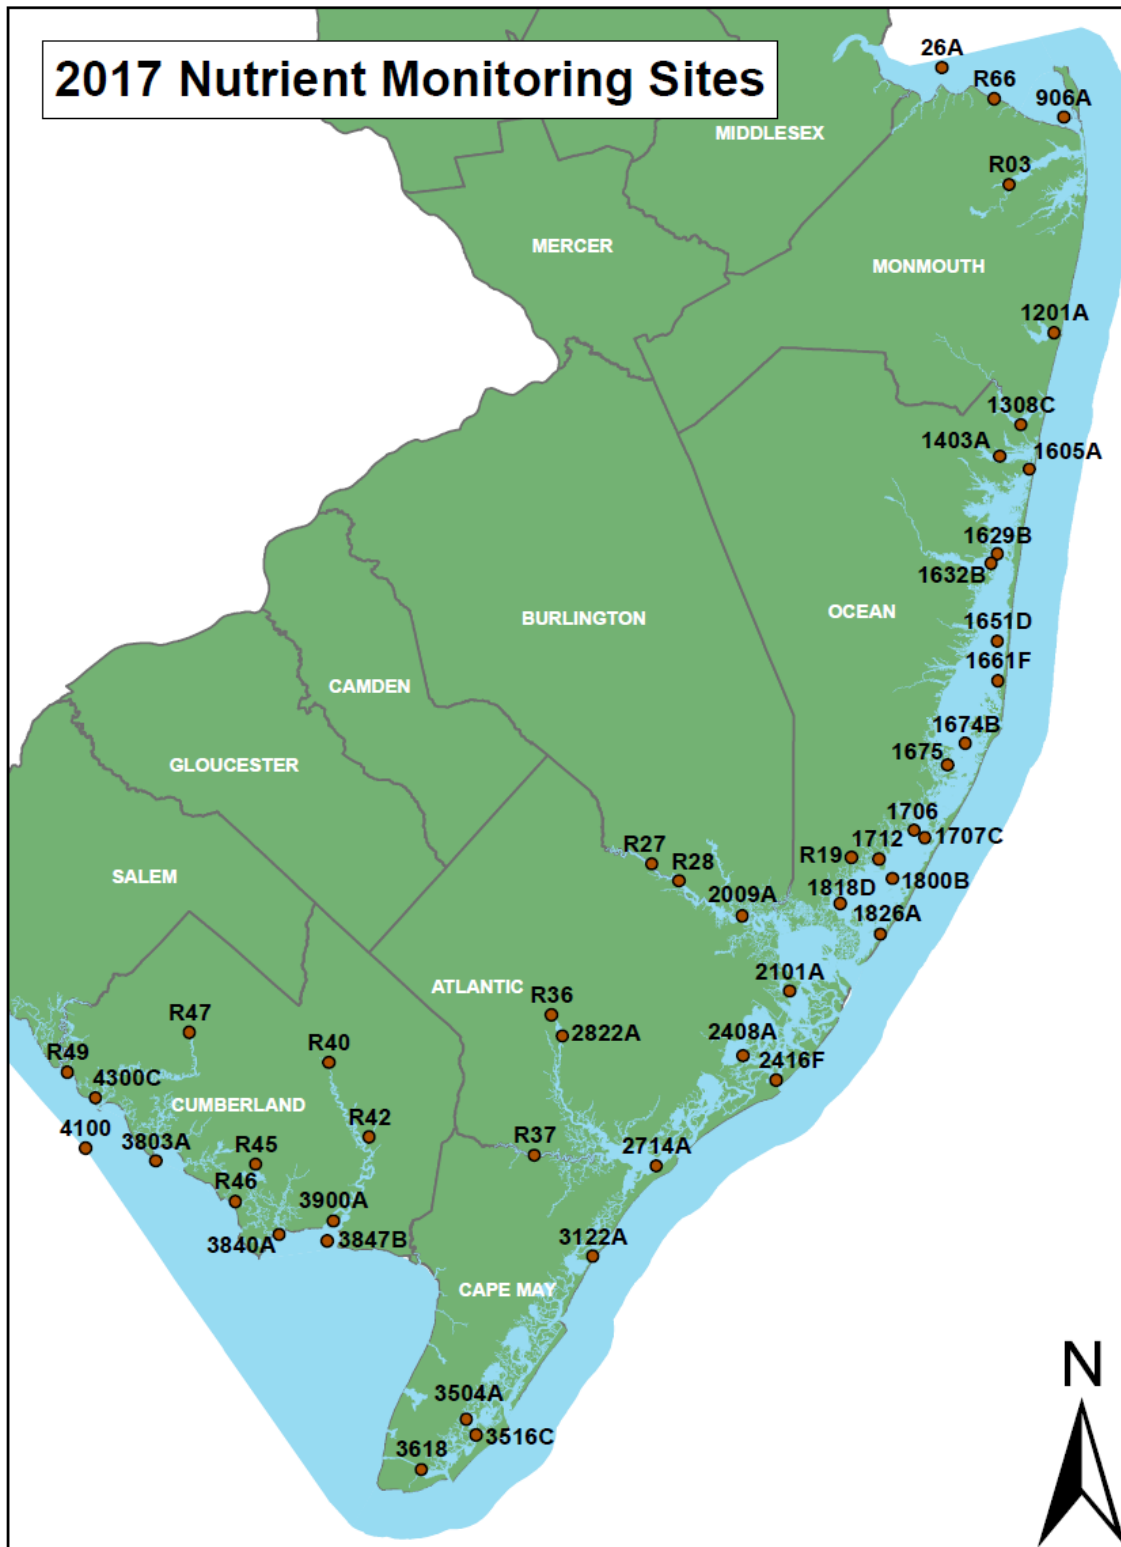 2017 Nutrient Monitoring Sites
26A
R66
906A
MIDDLESEX
R03
MERCER
MONMOUTH
1201A
1308C
1403A
1605A
1629B
1632B
BURLINGTON
OCEAN
1651D
1661F
CAMDEN
1674B
1675
GLOUCESTER
1706
1707C
1712
R19
R27
R28
SALEM
1800B
1818D
2009A
1826A
2101A
ATLANTIC
R36
R47
2822A
2408A
R40
R49
2416F
4300C
CUMBERLAND
R42
4100
3803A
R45
R37
2714A
R46
3900A
3840A
3847B
3122A
CAPE MAY
N
3504A
3516C
3618